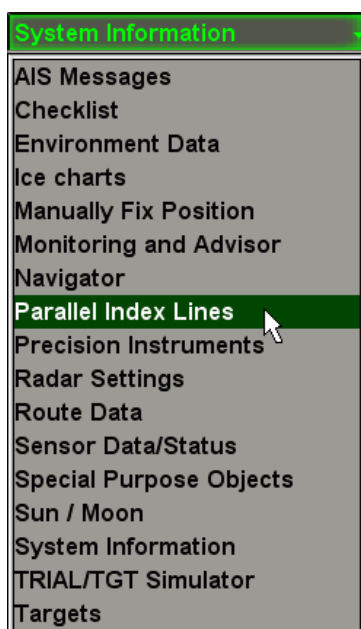 System Information
AIS Messages
Checklist
Environment Data
Ice charts
Manually Fix Position
Monitoring and Advisor
Navigator
Parallel Index Lines
Precision Instruments
Radar Settings
Route Data
Sensor Data/Status
Special Purpose Objects
Sun / Moon
System Information
TRIAL/TGT Simulator
Targets